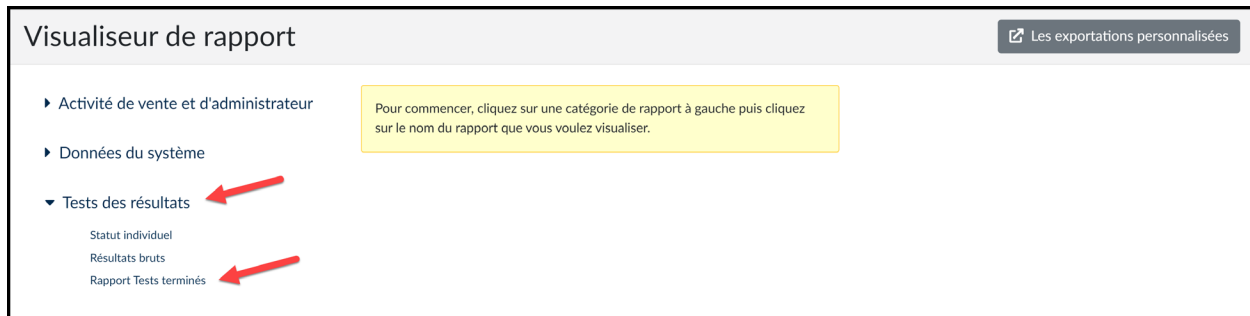 Visualiseur de rapport
Les exportations personnalisées
Activité de vente et d'administrateur
Pour commencer, cliquez sur une catégorie de rapport à gauche puis cliquez
sur le nom du rapport que vous voulez visualiser.
Données du système
Tests des résultats
Statut individuel
Résultats bruts
Rapport Tests terminés